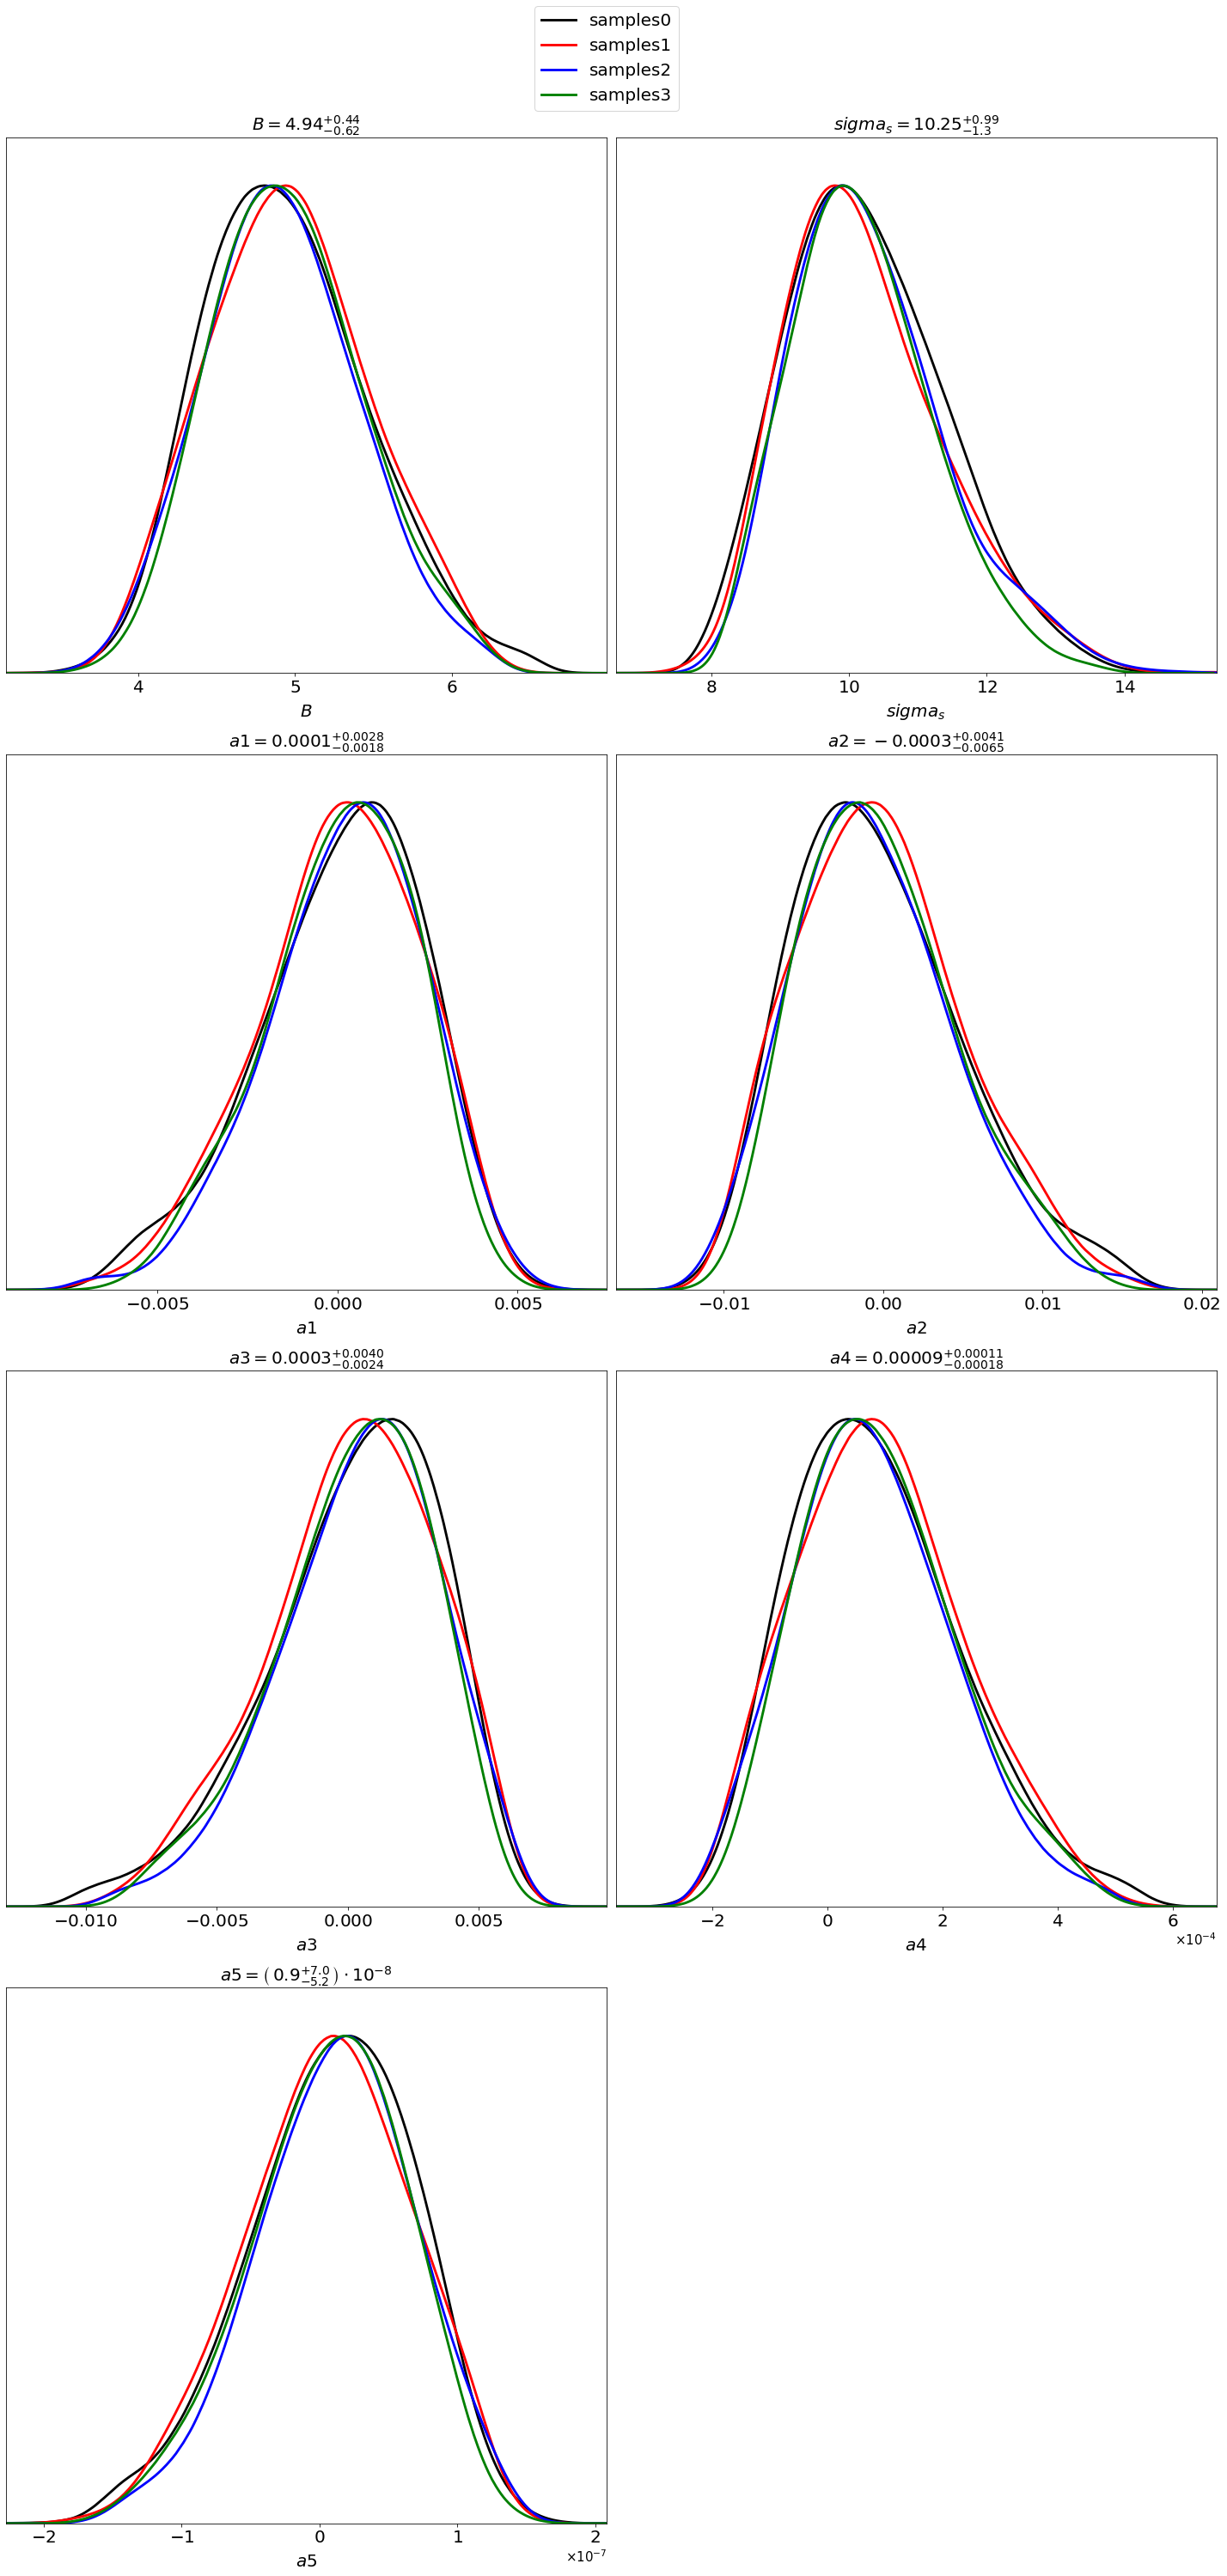 samples0
samples1
samples2
samples3
B = 4.94^{+0.44}_{-0.62}
sigma_s = 10.25^{+0.99}_{-1.3}
4 5 6
8 10 12 14
B
sigma_s
a1 = 0.0001^{+0.0028}_{-0.0018}
a2 = −0.0003^{+0.0041}_{-0.0065}
−0.005 0.000 0.005
−0.01 0.00 0.01 0.02
a1
a2
a3 = 0.0003^{+0.0040}_{-0.0024}
a4 = 0.00009^{+0.00011}_{-0.00018}
−0.010 −0.005 0.000 0.005
−2 0 2 4 6
×10^{-4}
a3
a4
a5 = (0.9^{+7.0}_{-5.2}) · 10^{-8}
−2 −1 0 1 2
×10^{-7}
a5